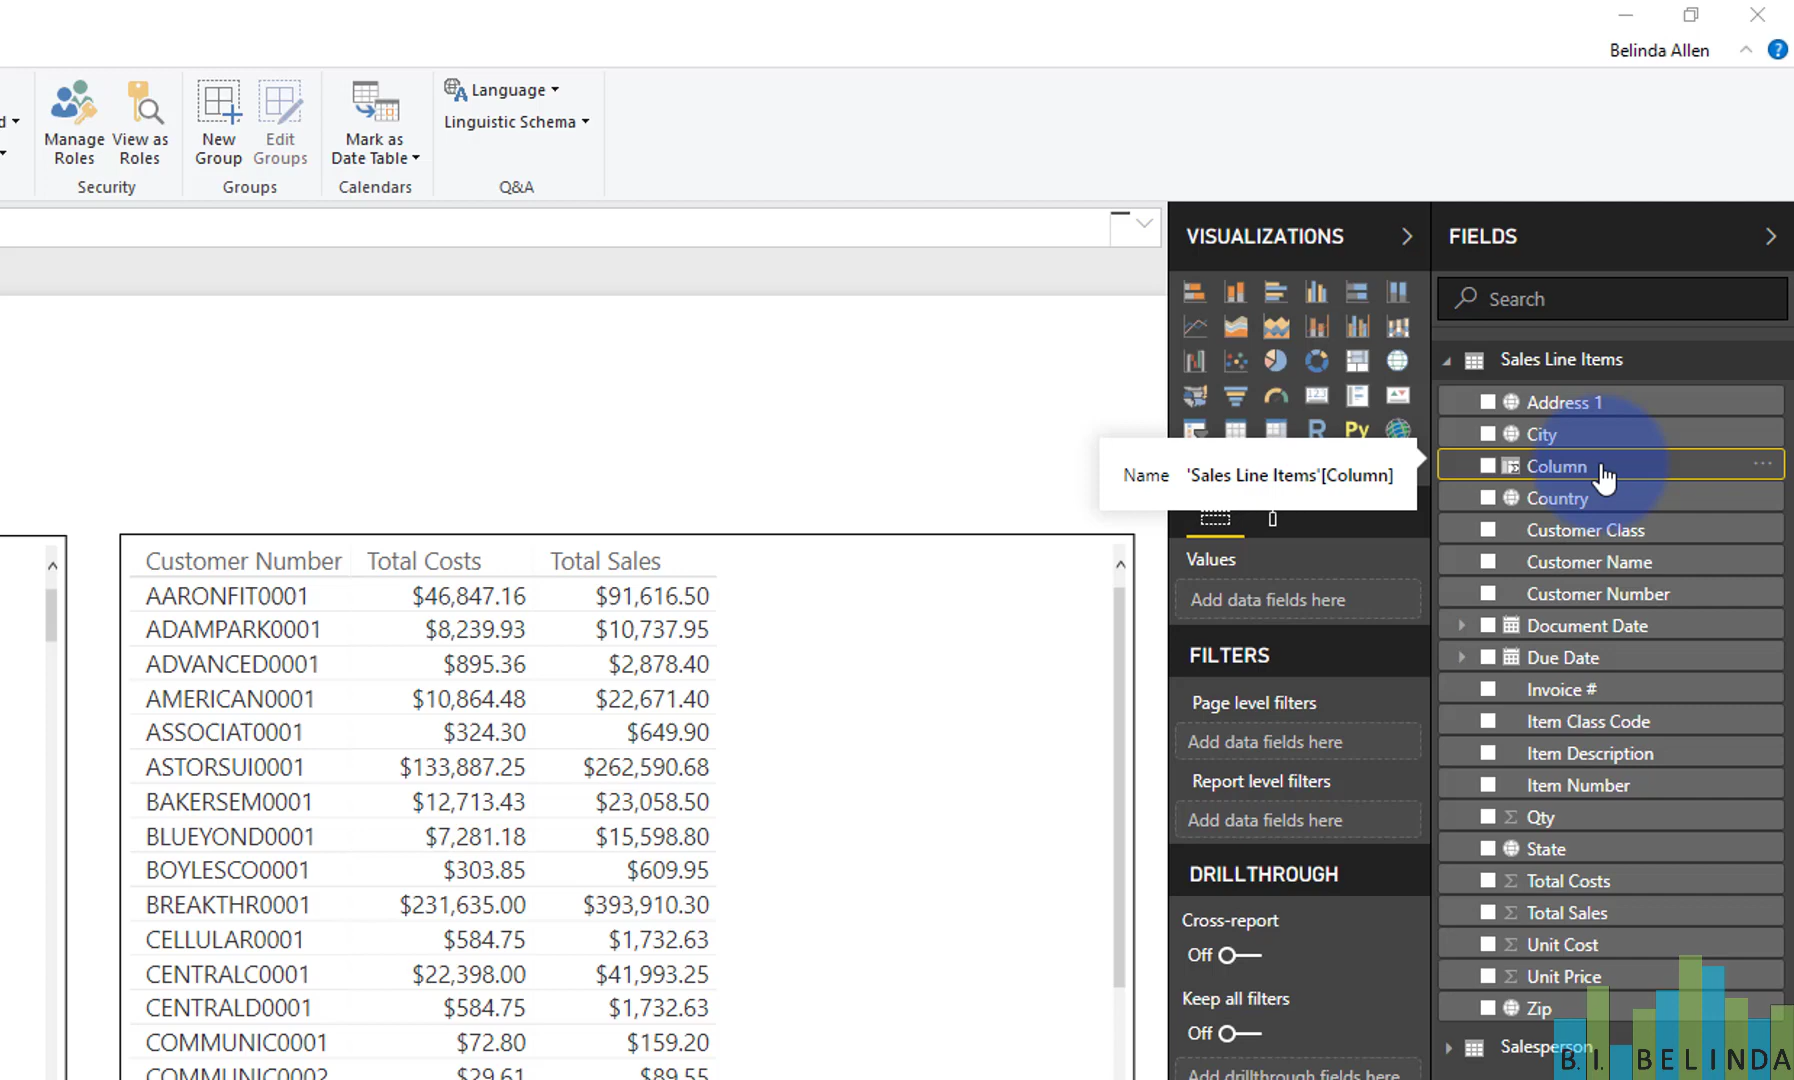 Belinda Allen
?
Manage Roles
View as Roles
Security
New Group
Edit Groups
Groups
Mark as Date Table
Calendars
Language
Linguistic Schema
Q&A
VISUALIZATIONS
R
Py
Name 'Sales Line Items'[Column]
Values
Add data fields here
FILTERS
Page level filters
Add data fields here
Report level filters
Add data fields here
DRILLTHROUGH
Cross-report
Off
Keep all filters
Off
Add drillthrough fields here
FIELDS
Search
Sales Line Items
Address 1
City
Column
Country
Customer Class
Customer Name
Customer Number
Document Date
Due Date
Invoice #
Item Class Code
Item Description
Item Number
Qty
State
Total Costs
Total Sales
Unit Cost
Unit Price
Zip
Salesperson
Customer Number Total Costs Total Sales
AARONFIT0001 $46,847.16 $91,616.50
ADAMPARK0001 $8,239.93 $10,737.95
ADVANCED0001 $895.36 $2,878.40
AMERICAN0001 $10,864.48 $22,671.40
ASSOCIAT0001 $324.30 $649.90
ASTORSUI0001 $133,887.25 $262,590.68
BAKERSEM0001 $12,713.43 $23,058.50
BLUEYOND0001 $7,281.18 $15,598.80
BOYLESCO0001 $303.85 $609.95
BREAKTHR0001 $231,635.00 $393,910.30
CELLULAR0001 $584.75 $1,732.63
CENTRALC0001 $22,398.00 $41,993.25
CENTRALD0001 $584.75 $1,732.63
COMMUNIC0001 $72.80 $159.20
COMMUNIC0002 $29.61 $89.55
B.I. BELINDA